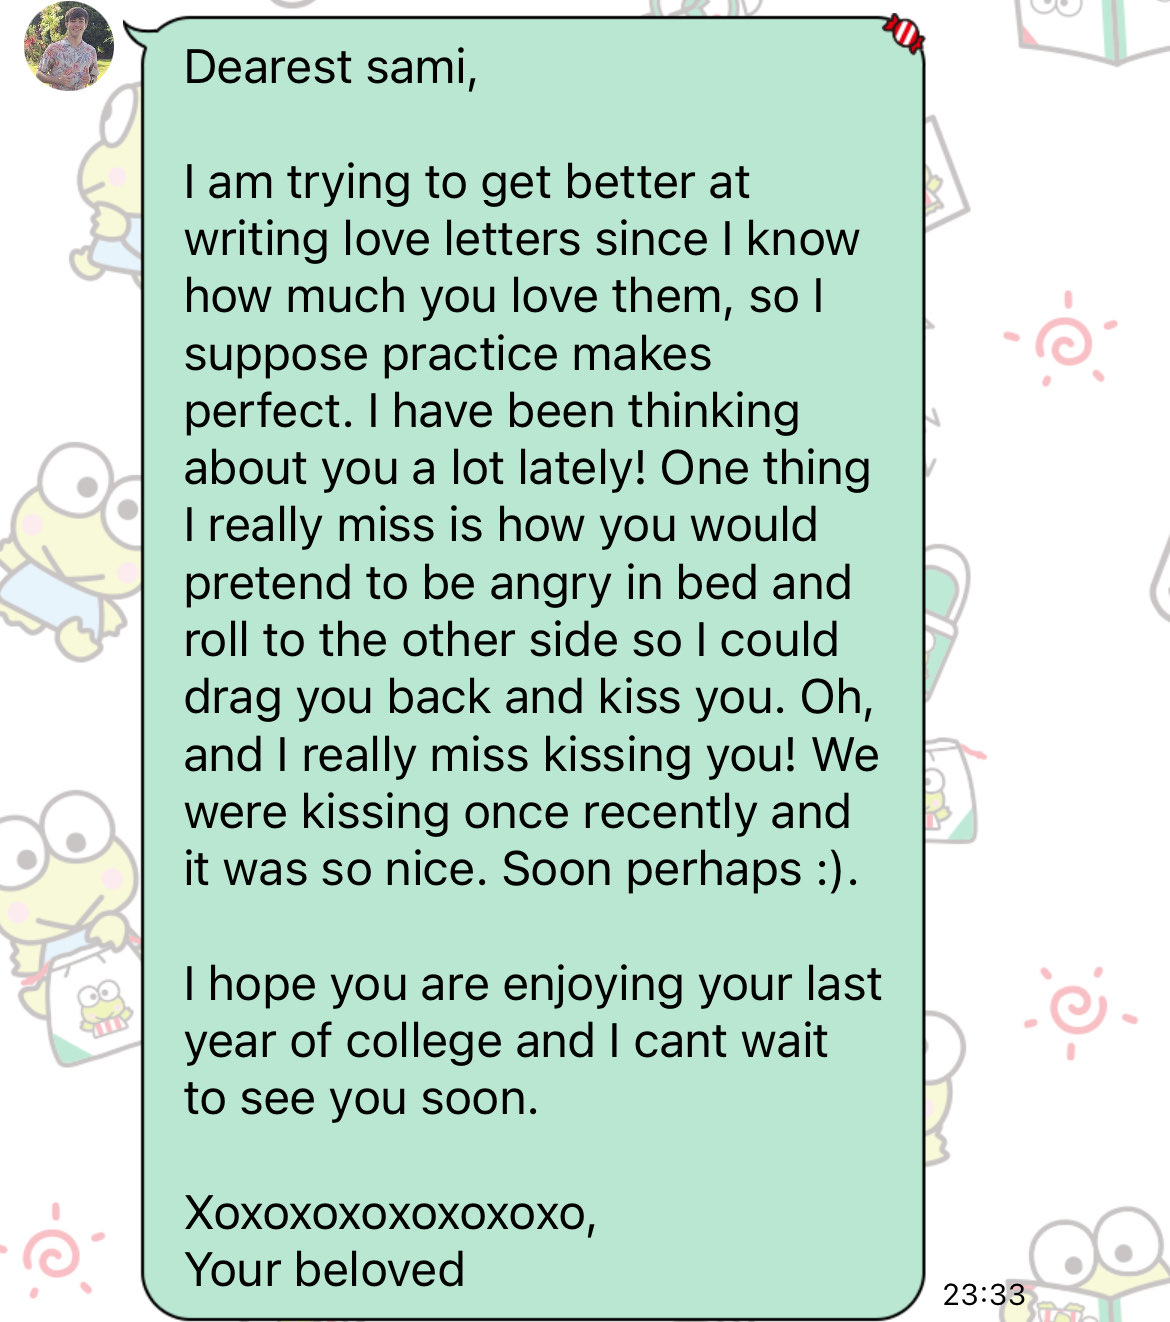 Dearest sami,
I am trying to get better at
writing love letters since I know
how much you love them, so I
suppose practice makes
perfect. I have been thinking
about you a lot lately! One thing
I really miss is how you would
pretend to be angry in bed and
roll to the other side so I could
drag you back and kiss you. Oh,
and I really miss kissing you! We
were kissing once recently and
it was so nice. Soon perhaps :).
I hope you are enjoying your last
year of college and I cant wait
to see you soon.
Xoxoxoxoxoxoxoxo,
Your beloved
23:33